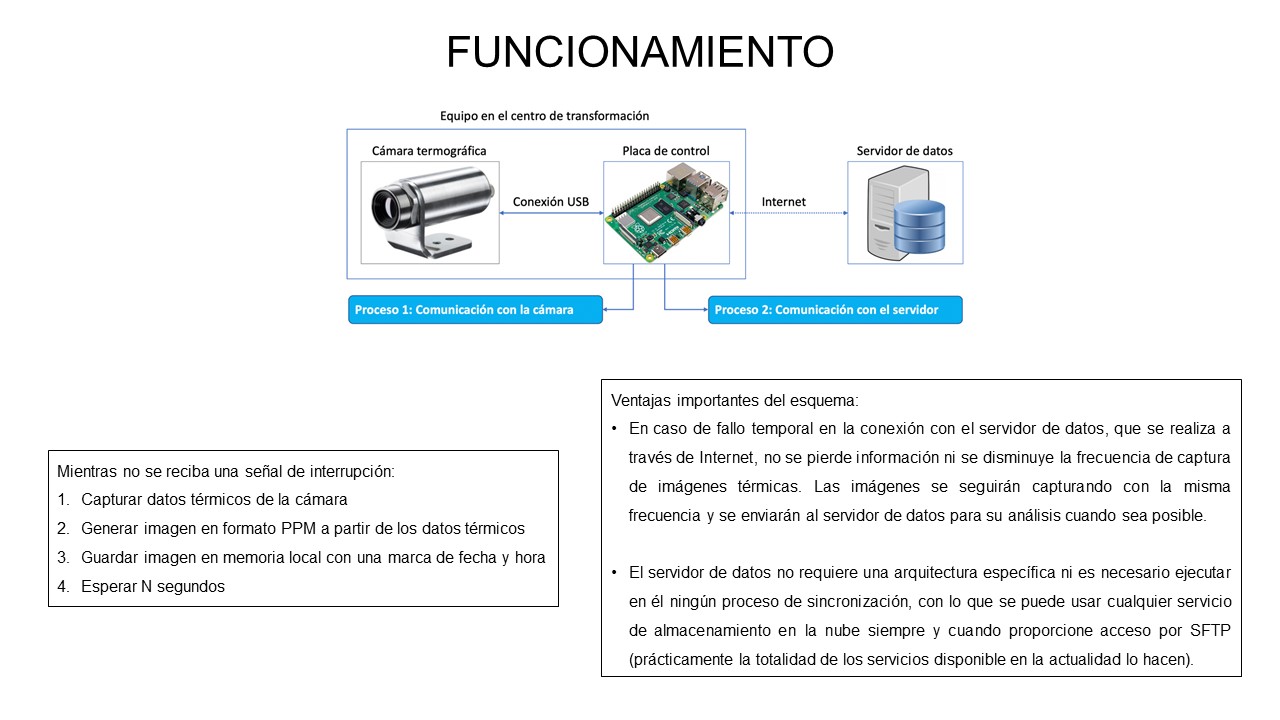 FUNCIONAMIENTO
Equipo en el centro de transformación
Cámara termográfica
Placa de control
Servidor de datos
Conexión USB
Internet
Proceso 1: Comunicación con la cámara
Proceso 2: Comunicación con el servidor
Mientras no se reciba una señal de interrupción:
1. Capturar datos térmicos de la cámara
2. Generar imagen en formato PPM a partir de los datos térmicos
3. Guardar imagen en memoria local con una marca de fecha y hora
4. Esperar N segundos
Ventajas importantes del esquema:
• En caso de fallo temporal en la conexión con el servidor de datos, que se realiza a
través de Internet, no se pierde información ni se disminuye la frecuencia de captura
de imágenes térmicas. Las imágenes se seguirán capturando con la misma
frecuencia y se enviarán al servidor de datos para su análisis cuando sea posible.
• El servidor de datos no requiere una arquitectura específica ni es necesario ejecutar
en él ningún proceso de sincronización, con lo que se puede usar cualquier servicio
de almacenamiento en la nube siempre y cuando proporcione acceso por SFTP
(prácticamente la totalidad de los servicios disponible en la actualidad lo hacen).